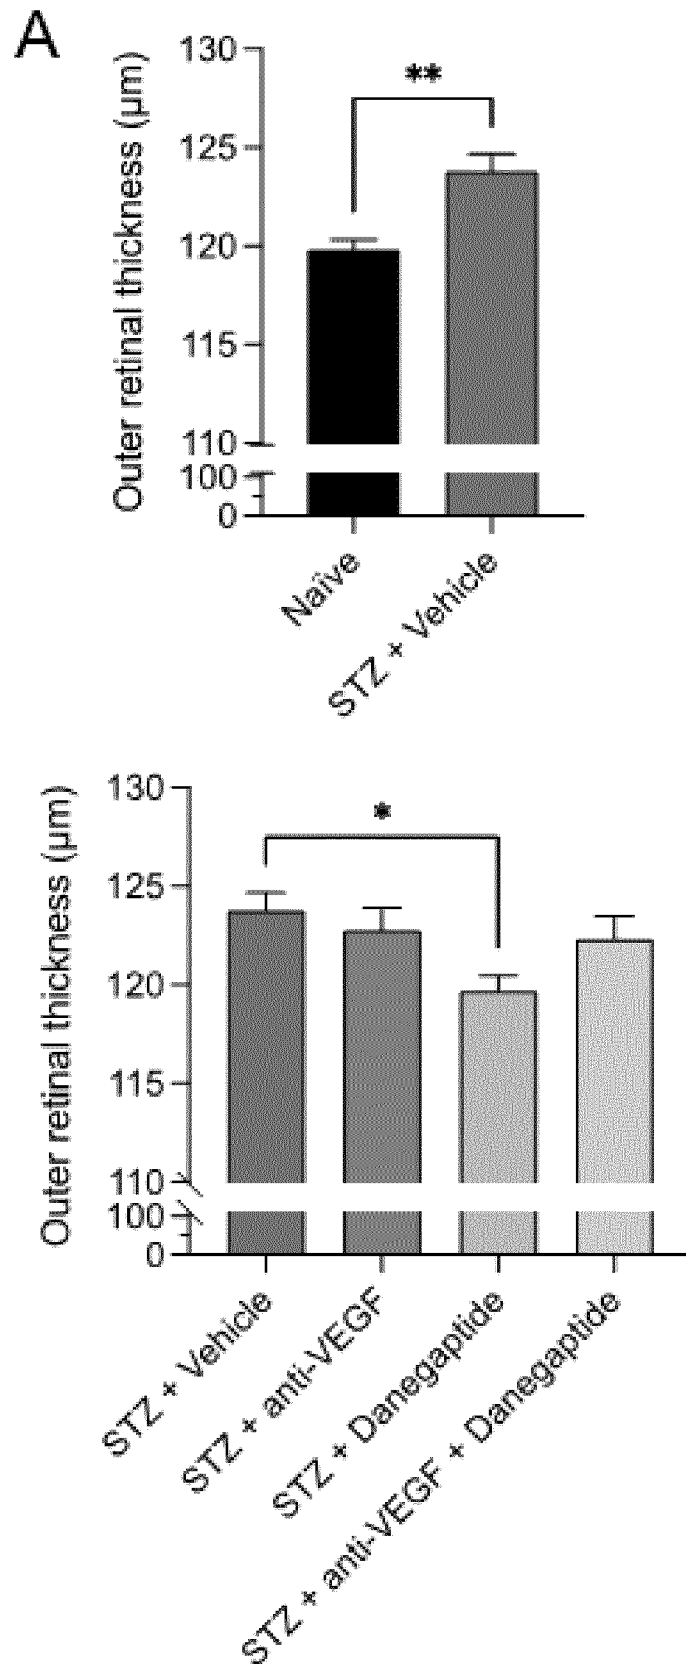 A
Outer retinal thickness (µm)
130
125
120
115
110
100
0
**
Naïve
STZ + Vehicle
Outer retinal thickness (µm)
130
125
120
115
110
100
0
*
STZ + Vehicle
STZ + anti-VEGF
STZ + Danegaptide
STZ + anti-VEGF + Danegaptide